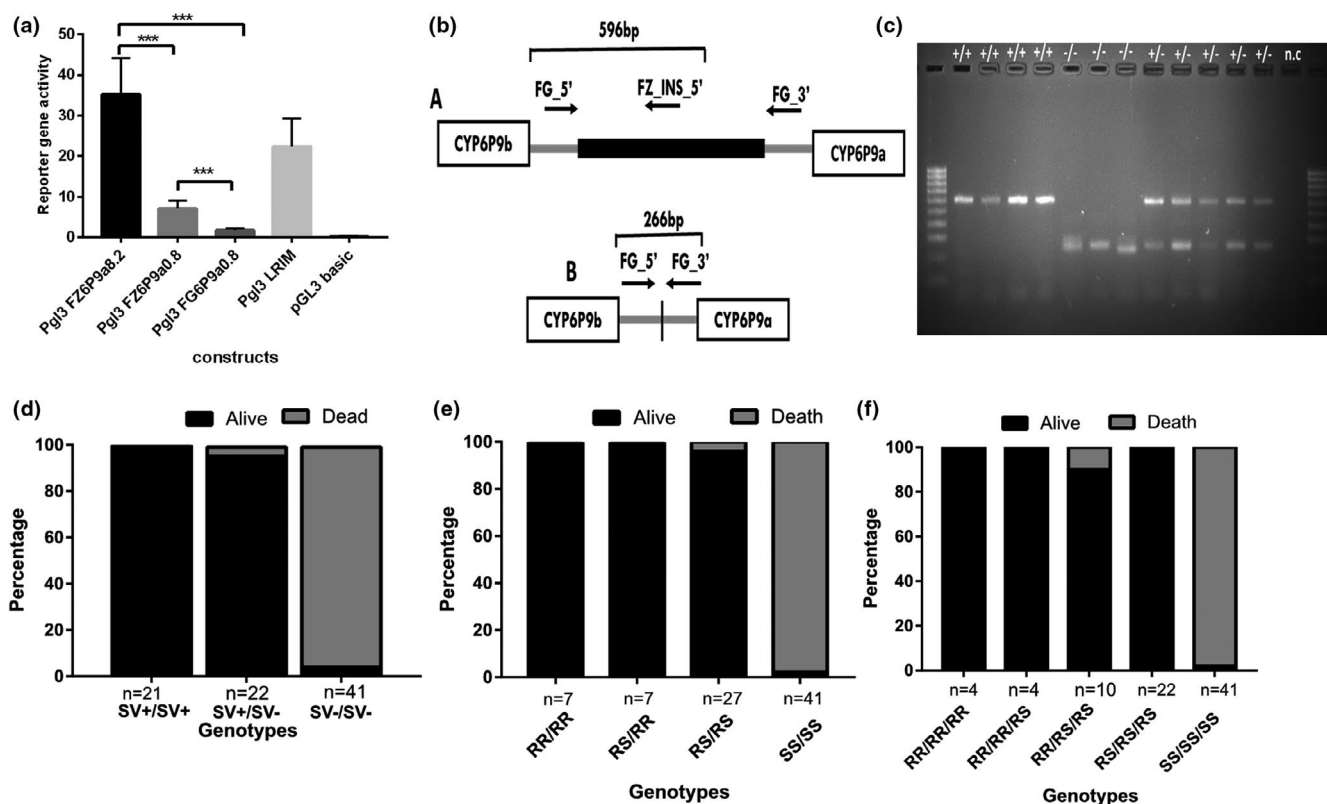 (a)
***
***
***
Reporter gene activity
50
40
30
20
10
0
Pgl3 FZ6P9a8.2
Pgl3 FZ6P9a0.8
Pgl3 FG6P9a0.8
Pgl3 LRIM
pGL3 basic
constructs
(b)
596bp
FG_5'
FZ_INS_5'
FG_3'
A
CYP6P9b
CYP6P9a
266bp
FG_5'
FG_3'
B
CYP6P9b
CYP6P9a
(c)
+/+ +/+ +/+ +/+ -/- -/- -/- +/- +/- +/- +/- +/- n.c
(d)
Alive
Dead
Percentage
100
80
60
40
20
0
n=21
n=22
n=41
SV+/SV+
SV+/SV-
SV-/SV-
Genotypes
(e)
Alive
Death
Percentage
100
80
60
40
20
0
n=7
n=7
n=27
n=41
RR/RR
RS/RR
RS/RS
SS/SS
Genotypes
(f)
Alive
Death
Percentage
100
80
60
40
20
0
n=4
n=4
n=10
n=22
n=41
RR/RR/RR
RR/RR/RS
RR/RS/RS
RS/RS/RS
SS/SS/SS
Genotypes